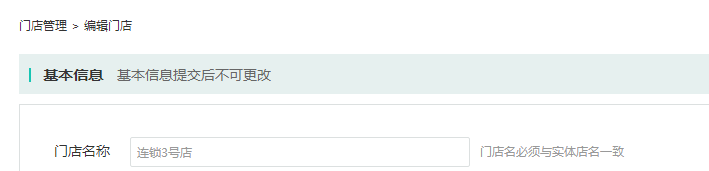 门店管理 > 编辑门店
基本信息 基本信息提交后不可更改
门店名称 连锁3号店 门店名必须与实体店名一致